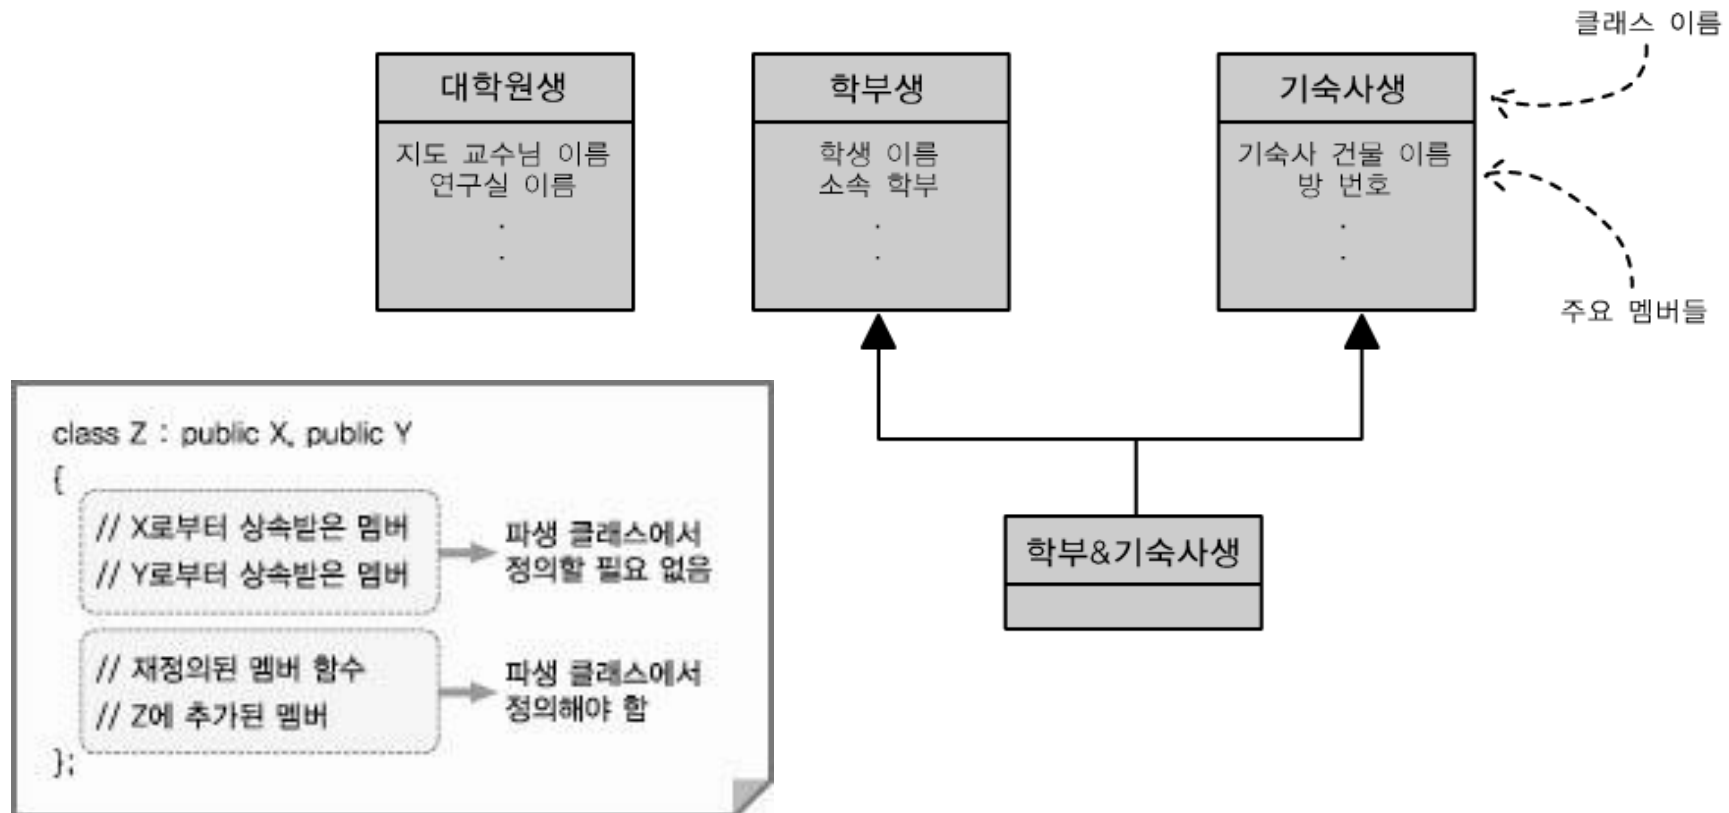 클래스 이름
대학원생
지도 교수님 이름
연구실 이름
.
.
학부생
학생 이름
소속 학부
.
.
기숙사생
기숙사 건물 이름
방 번호
.
.
주요 멤버들
학부&기숙사생
class Z : public X, public Y
{
// X로부터 상속받은 멤버
// Y로부터 상속받은 멤버
파생 클래스에서
정의할 필요 없음
// 재정의된 멤버 함수
// Z에 추가된 멤버
파생 클래스에서
정의해야 함
};